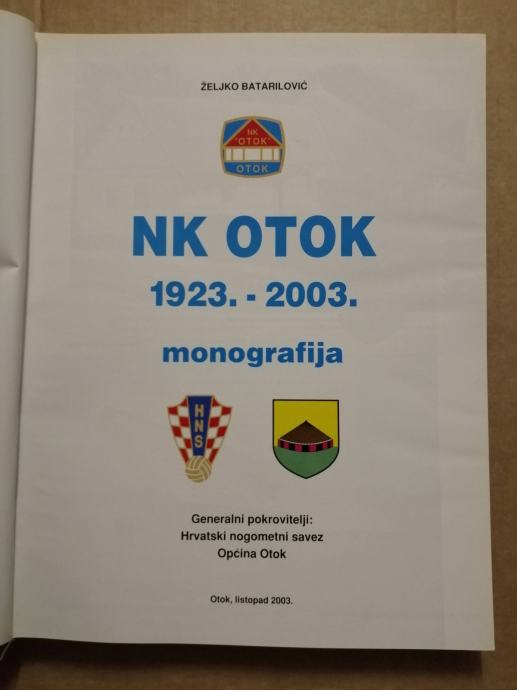 ŽELJKO BATARILOVIĆ
NK
"OTOK"
OTOK
NK OTOK
1923. - 2003.
monografija
HNS
Generalni pokrovitelji:
Hrvatski nogometni savez
Općina Otok
Otok, listopad 2003.